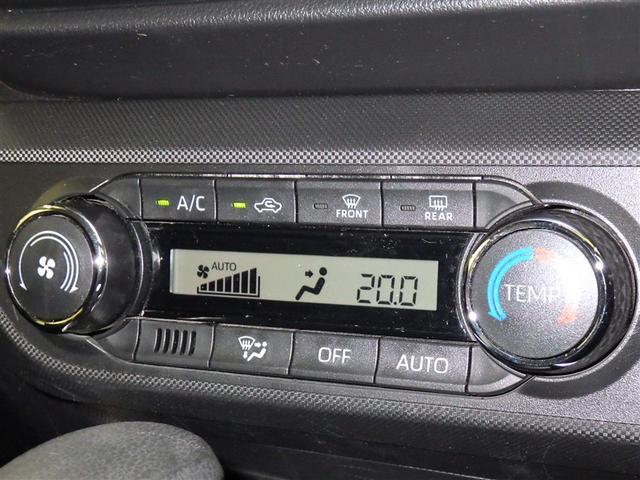 A/C
FRONT
REAR
AUTO
20.0
TEMP
OFF
AUTO